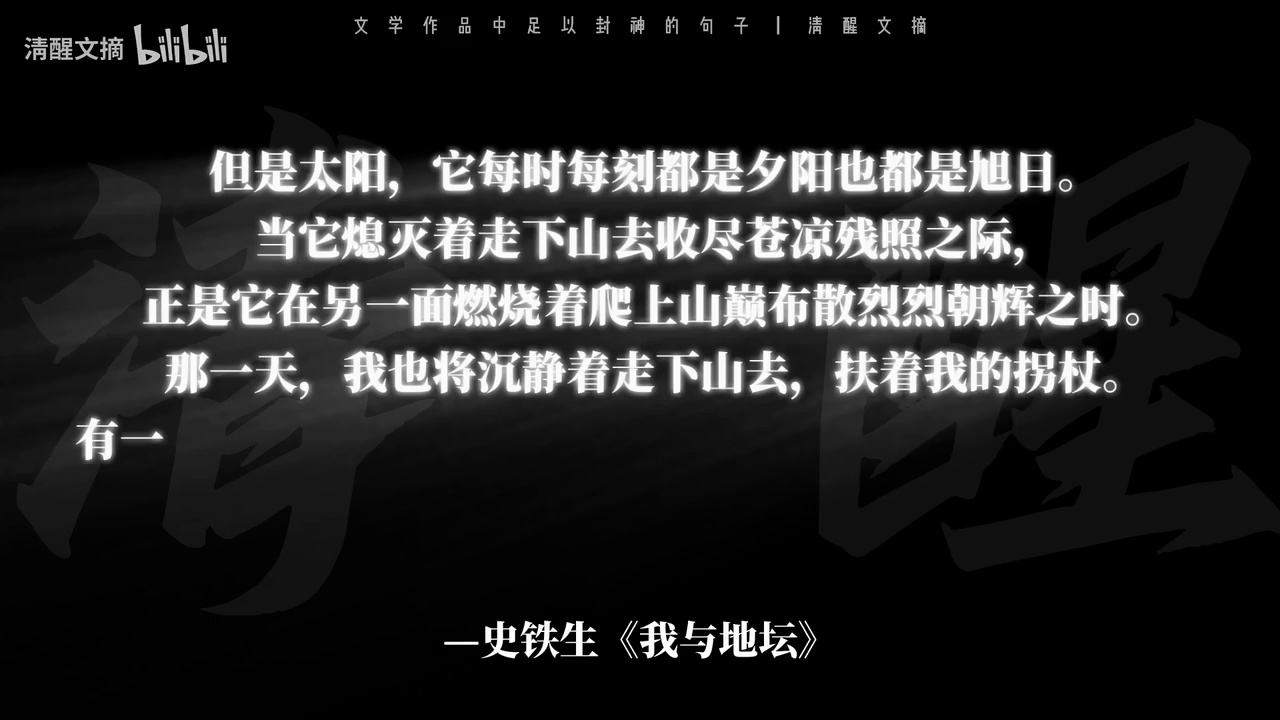 文学作品中足以封神的句子 | 清醒文摘
清醒文摘 bilibili
清醒
但是太阳，它每时每刻都是夕阳也都是旭日。
当它熄灭着走下山去收尽苍凉残照之际，
正是它在另一面燃烧着爬上山巅布散烈烈朝辉之时。
那一天，我也将沉静着走下山去，扶着我的拐杖。
有一
—史铁生《我与地坛》